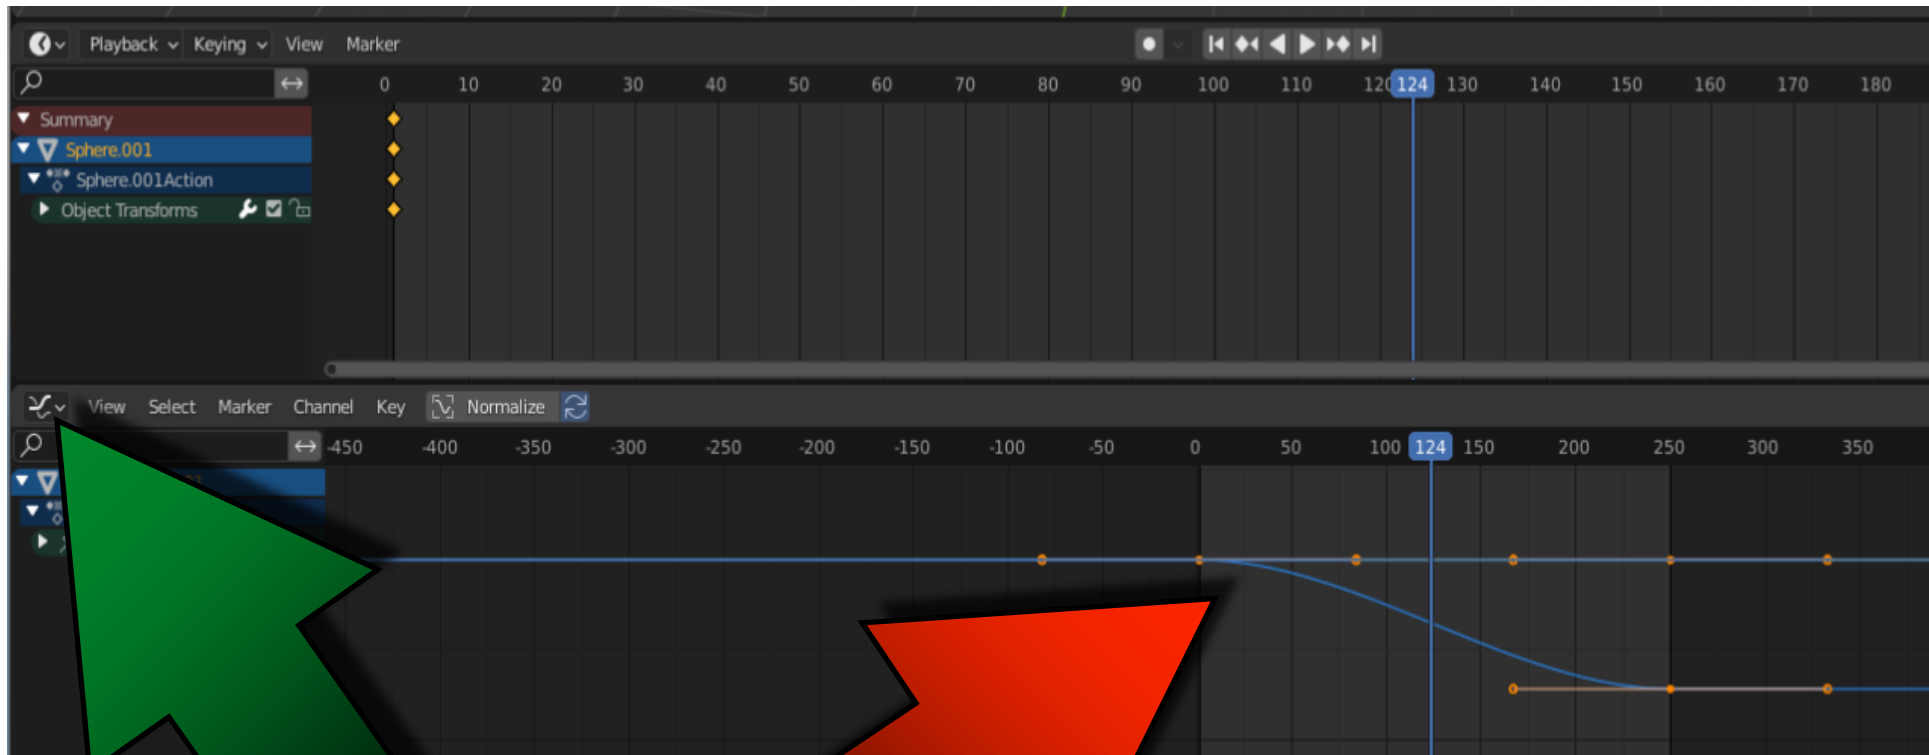 Playback Keying View Marker
0 10 20 30 40 50 60 70 80 90 100 110 120 124 130 140 150 160 170 180
Summary
Sphere.001
Sphere.001Action
Object Transforms
View Select Marker Channel Key Normalize
-450 -400 -350 -300 -250 -200 -150 -100 -50 0 50 100 124 150 200 250 300 350